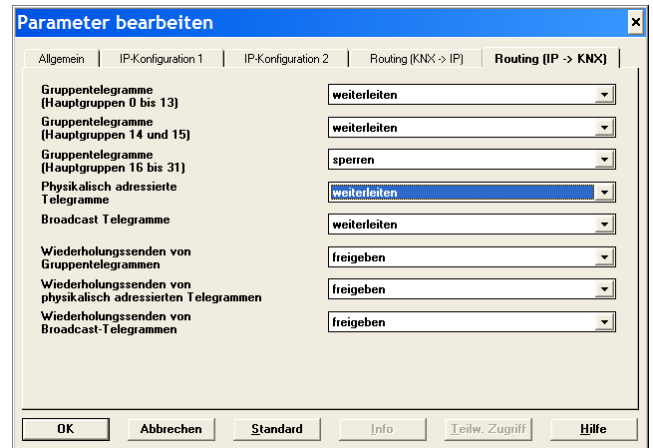 Parameter bearbeiten
Allgemein
IP-Konfiguration 1
IP-Konfiguration 2
Routing (KNX -> IP)
Routing (IP -> KNX)
Gruppentelegramme
(Hauptgruppen 0 bis 13)
weiterleiten
Gruppentelegramme
(Hauptgruppen 14 und 15)
weiterleiten
Gruppentelegramme
(Hauptgruppen 16 bis 31)
sperren
Physikalisch adressierte
Telegramme
weiterleiten
Broadcast Telegramme
weiterleiten
Wiederholungssenden von
Gruppentelegrammen
freigeben
Wiederholungssenden von
physikalisch adressierten Telegrammen
freigeben
Wiederholungssenden von
Broadcast-Telegrammen
freigeben
OK
Abbrechen
Standard
Info
Teilw. Zugriff
Hilfe